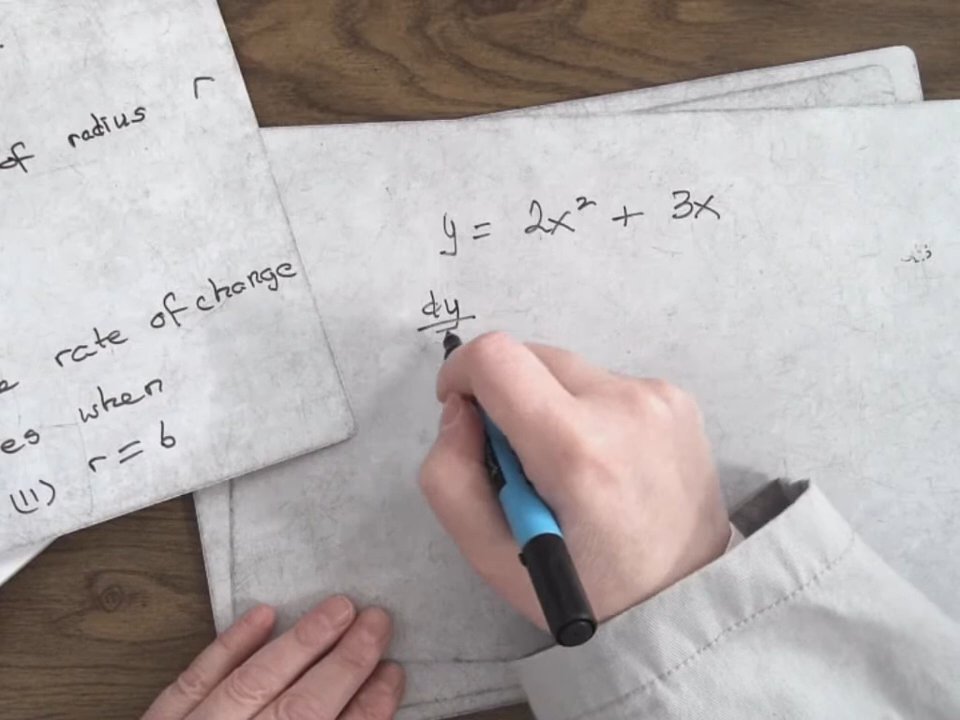 of radius r
rate of change
es when
(II) r = 6
y = 2x² + 3x
dy